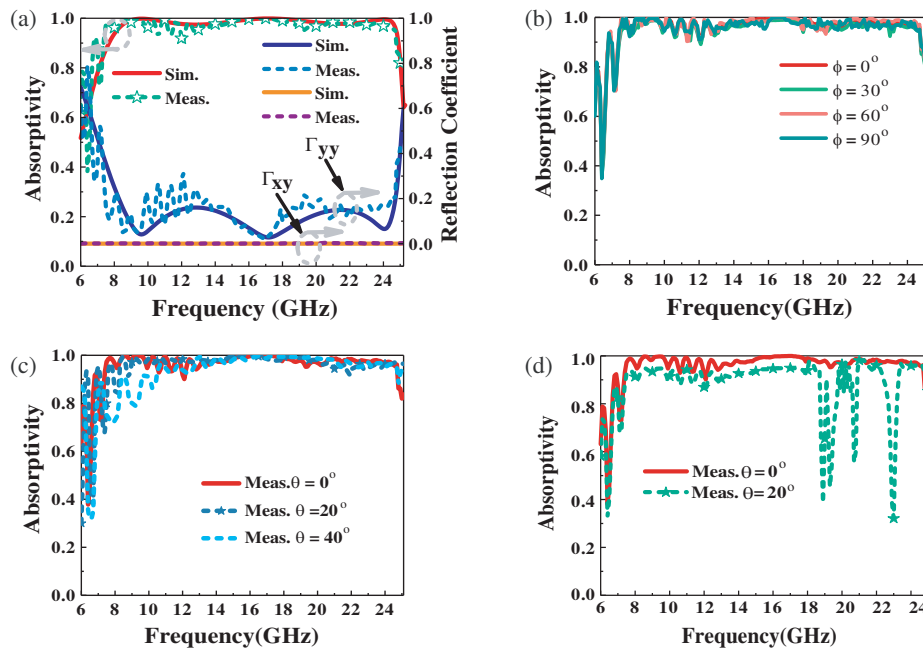 (a)
1.0
0.8
0.6
0.4
0.2
0.0
Absorptivity
6 8 10 12 14 16 18 20 22 24
Frequency (GHz)
1.0
0.8
0.6
0.4
0.2
0.0
Reflection Coefficient
Sim.
Meas.
Sim.
Meas.
Sim.
Meas.
Γyy
Γxy
(b)
1.0
0.8
0.6
0.4
0.2
0.0
Absorptivity
6 8 10 12 14 16 18 20 22 24
Frequency(GHz)
ϕ = 0°
ϕ = 30°
ϕ = 60°
ϕ = 90°
(c)
1.0
0.8
0.6
0.4
0.2
0.0
Absorptivity
6 8 10 12 14 16 18 20 22 24
Frequency(GHz)
Meas.θ = 0°
Meas. θ =20°
Meas. θ = 40°
(d)
1.0
0.8
0.6
0.4
0.2
0.0
Absorptivity
6 8 10 12 14 16 18 20 22 24
Frequency(GHz)
Meas.θ = 0°
Meas. θ = 20°